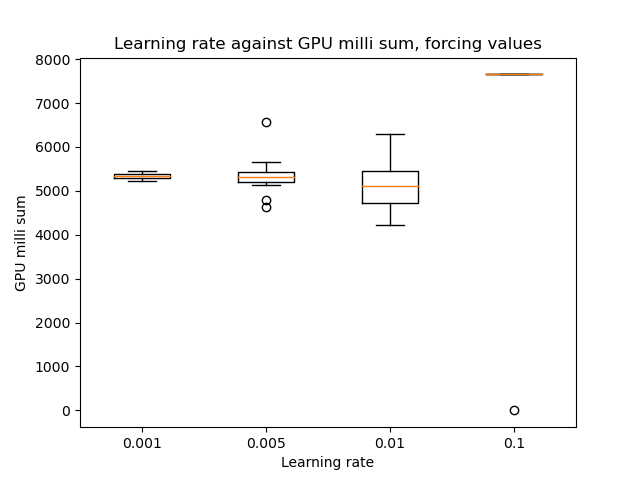 Learning rate against GPU milli sum, forcing values
8000
7000
6000
5000
4000
3000
2000
1000
0
GPU milli sum
0.001 0.005 0.01 0.1
Learning rate